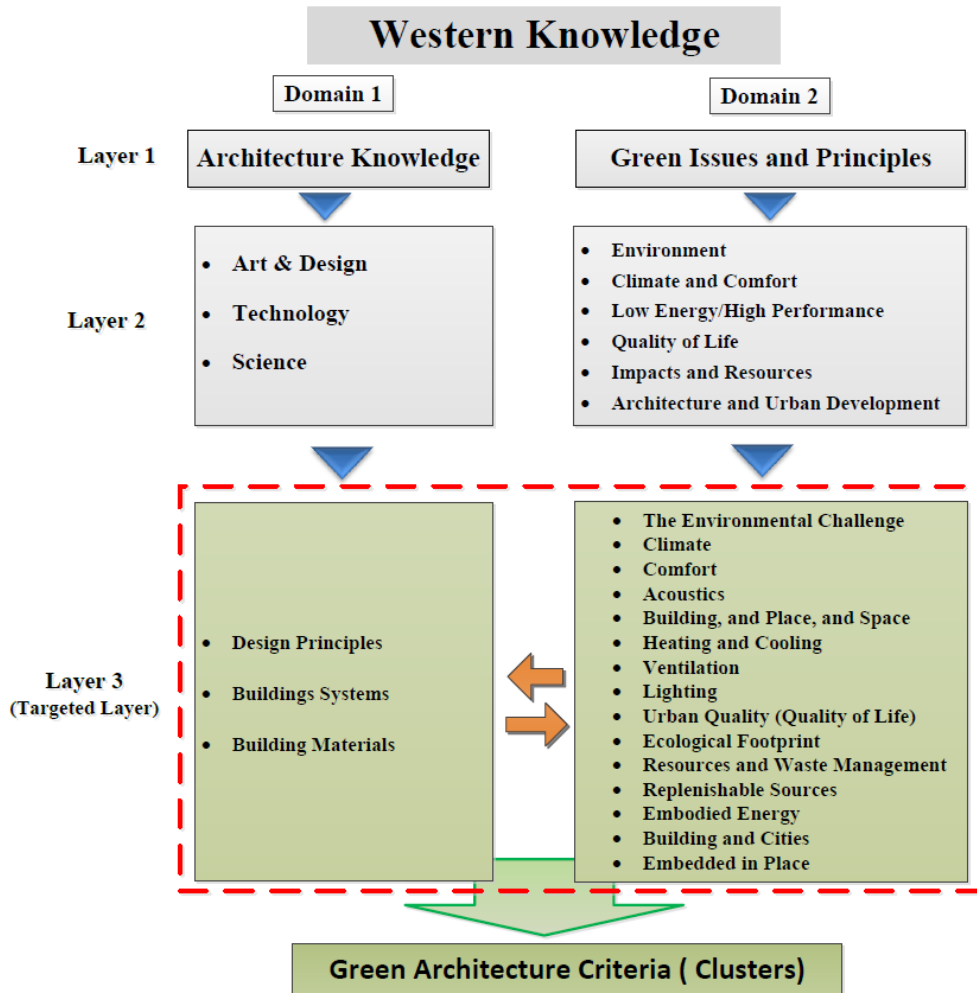 Western Knowledge
Domain 1
Domain 2
Layer 1
Architecture Knowledge
Green Issues and Principles
Layer 2
• Art & Design
• Technology
• Science
• Environment
• Climate and Comfort
• Low Energy/High Performance
• Quality of Life
• Impacts and Resources
• Architecture and Urban Development
Layer 3
(Targeted Layer)
• Design Principles
• Buildings Systems
• Building Materials
• The Environmental Challenge
• Climate
• Comfort
• Acoustics
• Building, and Place, and Space
• Heating and Cooling
• Ventilation
• Lighting
• Urban Quality (Quality of Life)
• Ecological Footprint
• Resources and Waste Management
• Replenishable Sources
• Embodied Energy
• Building and Cities
• Embedded in Place
Green Architecture Criteria ( Clusters)